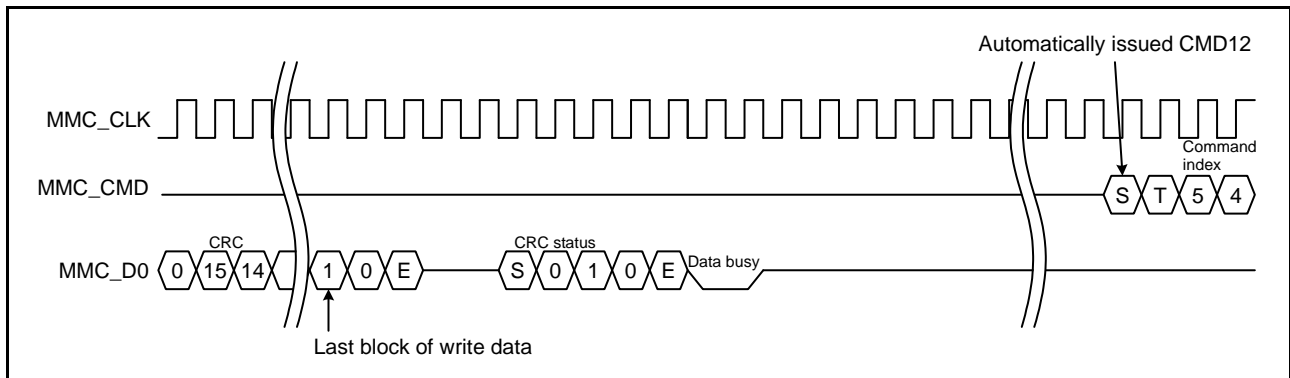 Automatically issued CMD12
MMC_CLK
Command
index
MMC_CMD
S T 5 4
CRC
CRC status
MMC_D0
0 15 14 1 0 E S 0 1 0 E
Data busy
Last block of write data